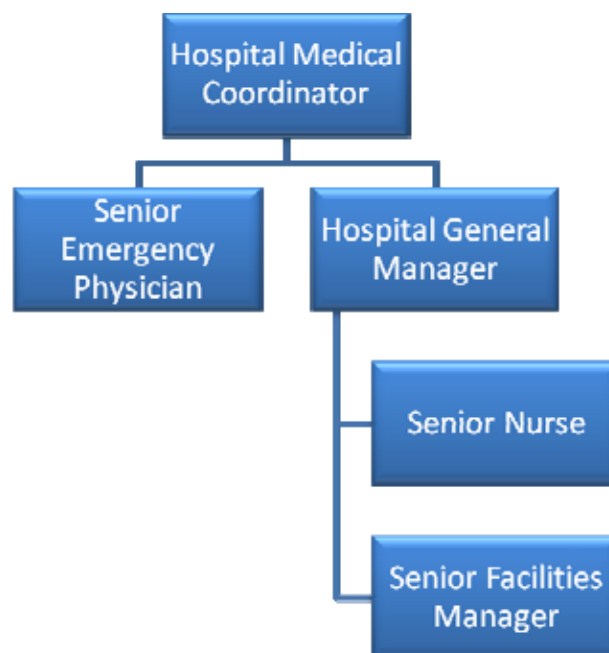 Hospital Medical
Coordinator
Senior
Emergency
Physician
Hospital General
Manager
Senior Nurse
Senior Facilities
Manager